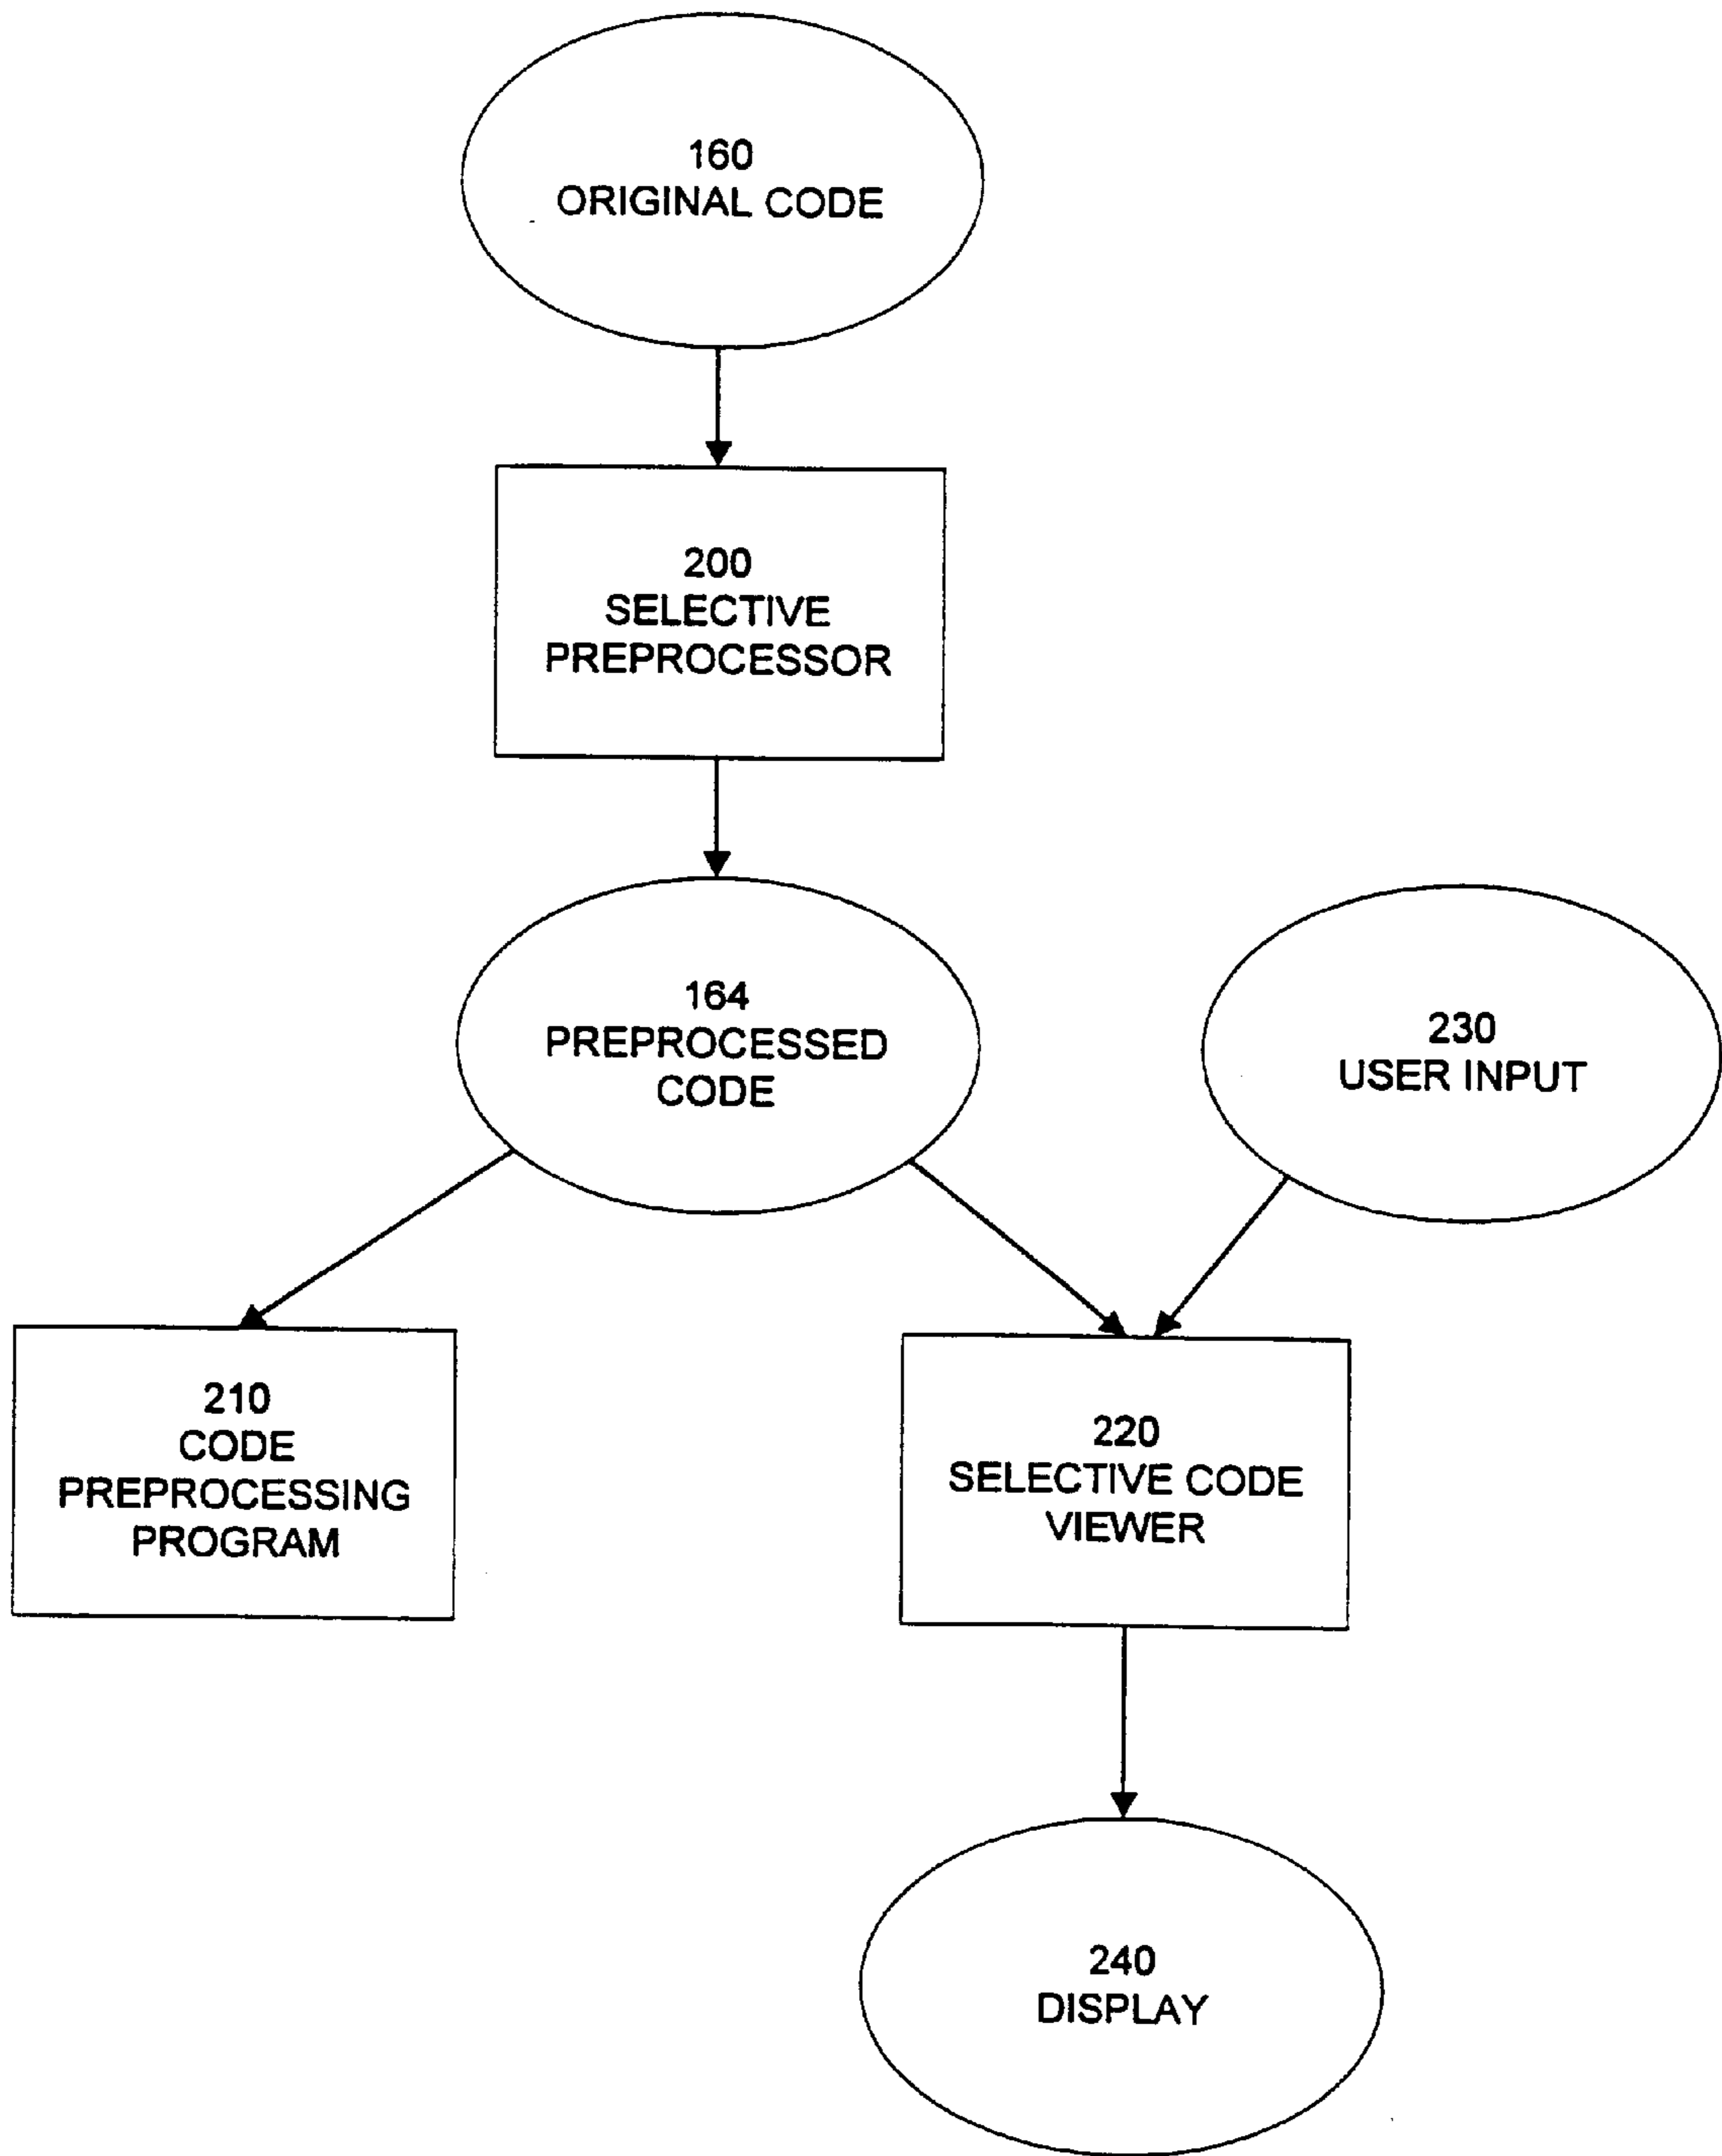 160
ORIGINAL CODE
200
SELECTIVE
PREPROCESSOR
164
PREPROCESSED
CODE
230
USER INPUT
210
CODE
PREPROCESSING
PROGRAM
220
SELECTIVE CODE
VIEWER
240
DISPLAY